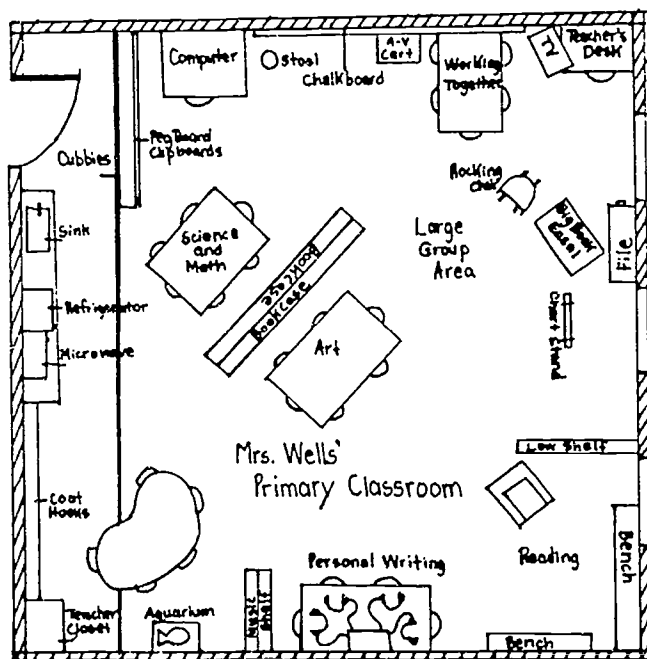 Computer
Stool
Chalkboard
A-V
Cart
Working
Together
TV
Teacher's
Desk
Cubbies
Peg Board
Clipboards
Rocking
Chair
Big Book
Easel
File
Sink
Science
and
Math
Bookcase
Bookcase
Large
Group
Area
Chart Stand
Refrigerator
Microwave
Art
Low Shelf
Mrs. Wells'
Primary Classroom
Coat
Hooks
Personal Writing
Reading
Bench
Teacher
Closet
Aquarium
Music
Shelf
Bench